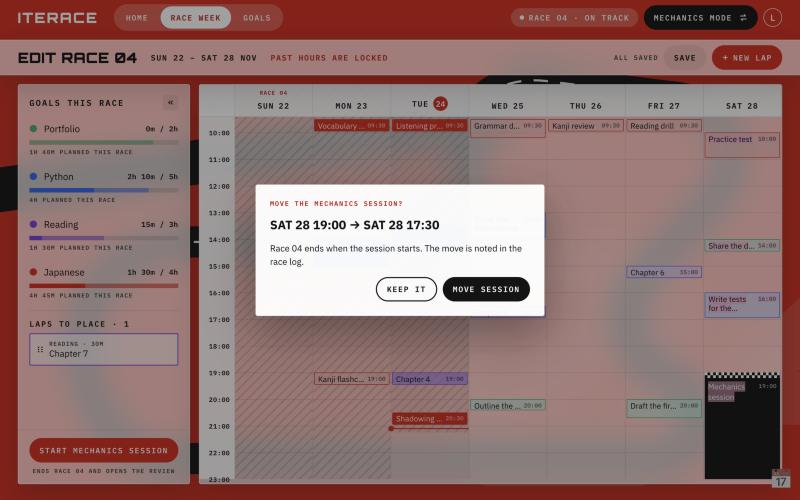 ITERACE
HOME
RACE WEEK
GOALS
RACE 04 · ON TRACK
MECHANICS MODE
L
EDIT RACE 04
SUN 22 – SAT 28 NOV
PAST HOURS ARE LOCKED
ALL SAVED
SAVE
+ NEW LAP
GOALS THIS RACE
«
Portfolio 0m / 2h
1H 40M PLANNED THIS RACE
Python 2h 10m / 5h
4H PLANNED THIS RACE
Reading 15m / 3h
1H 30M PLANNED THIS RACE
Japanese 1h 30m / 4h
4H 45M PLANNED THIS RACE
LAPS TO PLACE · 1
READING · 30M
Chapter 7
START MECHANICS SESSION
ENDS RACE 04 AND OPENS THE REVIEW
RACE 04
SUN 22
MON 23
TUE 24
WED 25
THU 26
FRI 27
SAT 28
10:00
11:00
12:00
13:00
14:00
15:00
16:00
17:00
19:00
20:00
21:00
22:00
23:00
Vocabulary ... 09:30
Listening pr... 09:30
Grammar d... 09:30
Kanji review 09:30
Reading drill 09:30
Practice test 10:00
Share the d... 14:00
Chapter 6 15:00
Write tests for the... 16:00
Kanji flashc... 19:00
Chapter 4 19:00
Mechanics session 19:00
Outline the ... 20:00
Draft the fir... 20:00
Shadowing ... 20:30
MOVE THE MECHANICS SESSION?
SAT 28 19:00 → SAT 28 17:30
Race 04 ends when the session starts. The move is noted in the
race log.
KEEP IT
MOVE SESSION
17